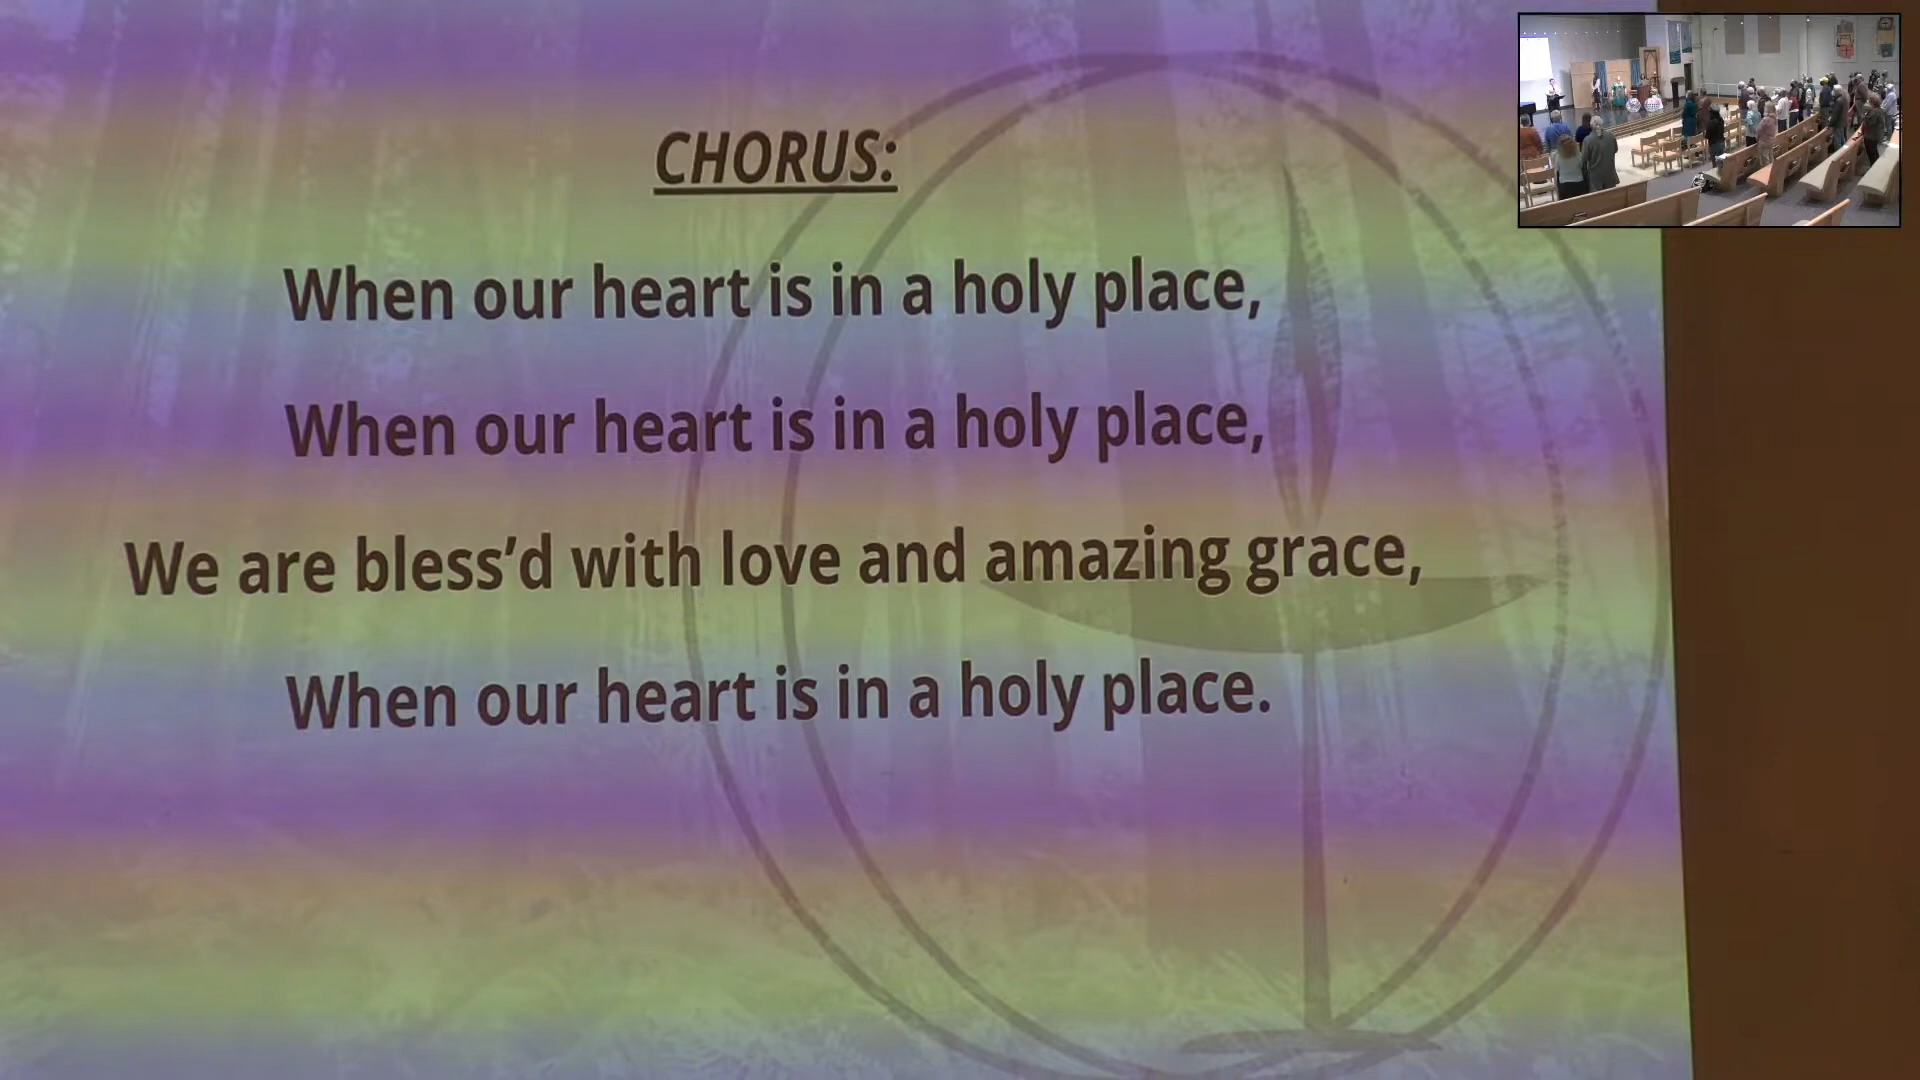 CHORUS:
When our heart is in a holy place,
When our heart is in a holy place,
We are bless’d with love and amazing grace,
When our heart is in a holy place.